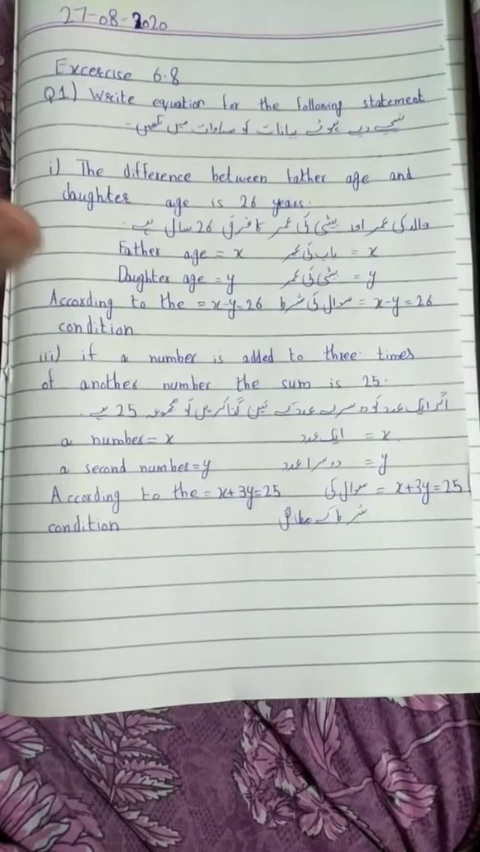 27-08-2020
Excercise 6.8
Q1) Write equation for the following statement
نیچے دیے ہوئے بیانات کو مساوات میں لکھیں-
i) The difference between father age and
daughter age is 26 years.
والد کی عمر اور بیٹی کی عمر کا فرق 26 سال ہے.
Father age = x باپ کی عمر = x
Daughter age = y بیٹی کی عمر = y
According to the = x-y=26 سوال کی شرط = x-y=26
condition
iii) if a number is added to three times
of another number the sum is 25.
اگر ایک عدد کو دوسرے عدد کے تین گنا کریں تو مجموعہ 25 ہے.
a number = x ایک عدد = x
a second number = y دوسرا عدد = y
According to the = x+3y=25 سوال کی = x+3y=25
condition شرط کے مطابق